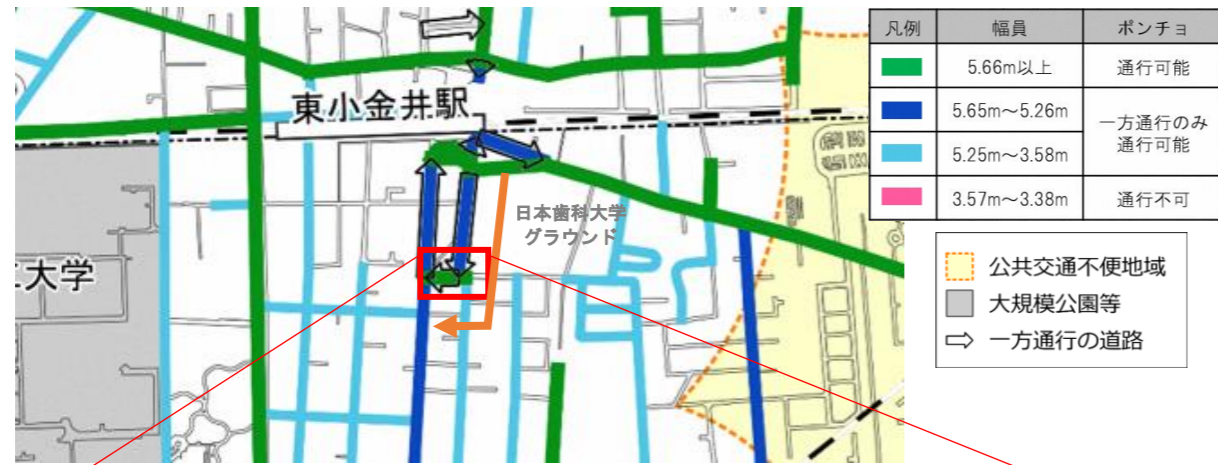 東小金井駅
日本歯科大学
グラウンド
大学
凡例
幅員
ポンチョ
5.66m以上
通行可能
5.65m～5.26m
一方通行のみ
通行可能
5.25m～3.58m
3.57m～3.38m
通行不可
公共交通不便地域
大規模公園等
一方通行の道路